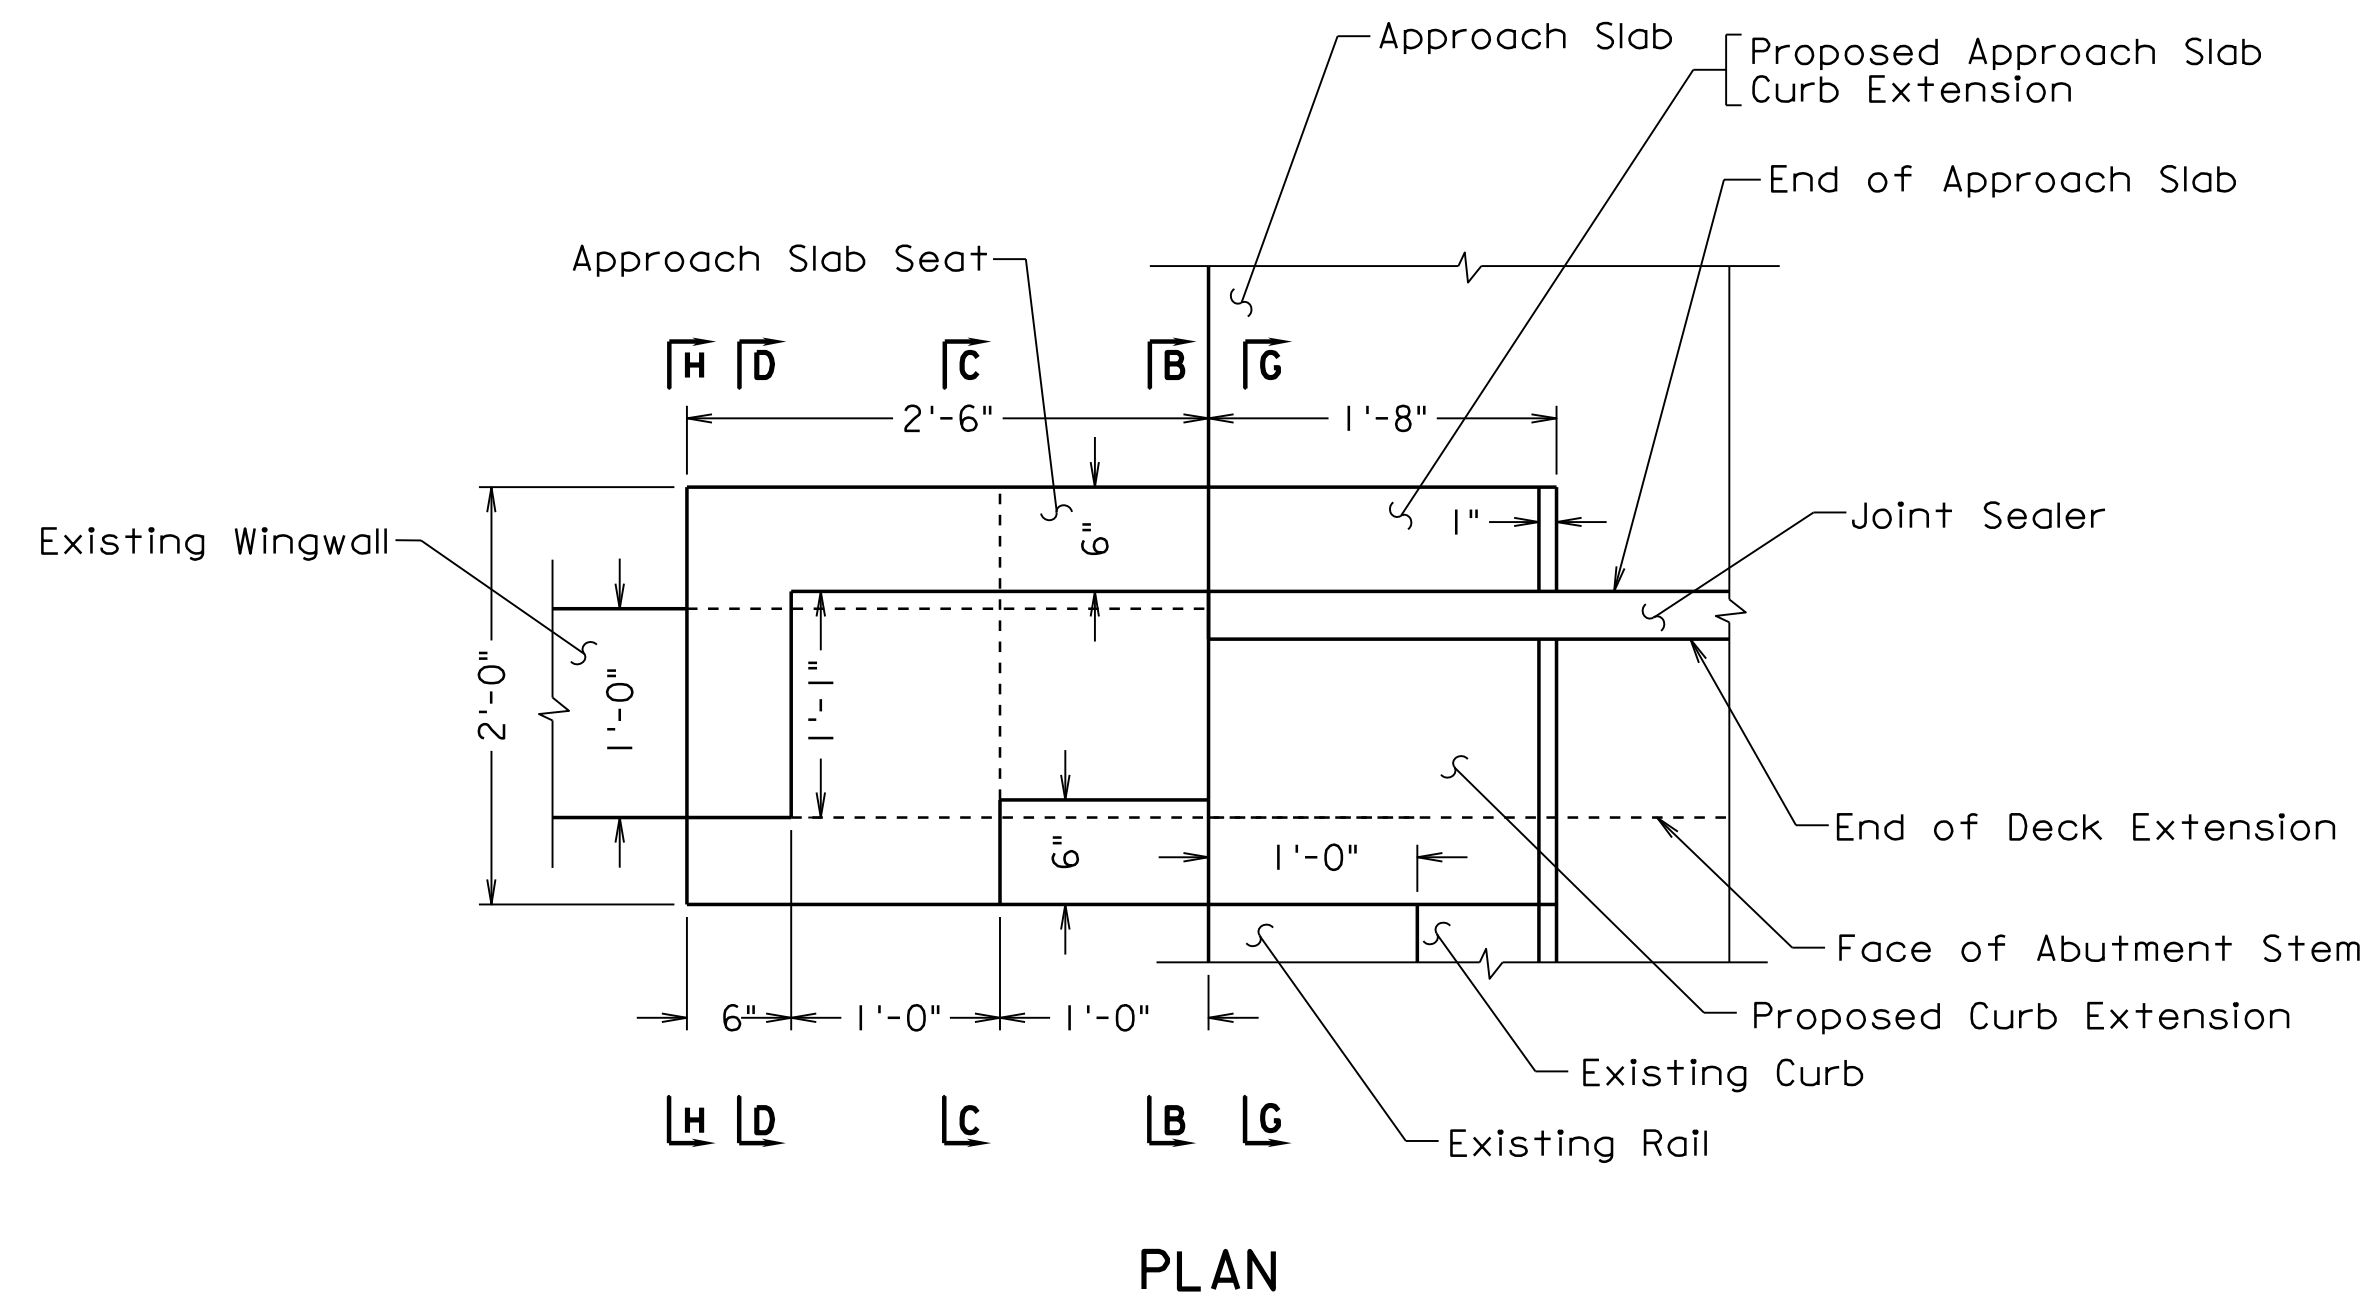 Approach Slab
Proposed Approach Slab
Curb Extension
End of Approach Slab
Approach Slab Seat
H D C B G
2'-6" 1'-8"
Existing Wingwall
6"
1"
Joint Sealer
2'-0"
1'-0"
1'-1"
6"
1'-0"
End of Deck Extension
Face of Abutment Stem
Proposed Curb Extension
6" 1'-0" 1'-0"
Existing Curb
H D C B G
Existing Rail
PLAN